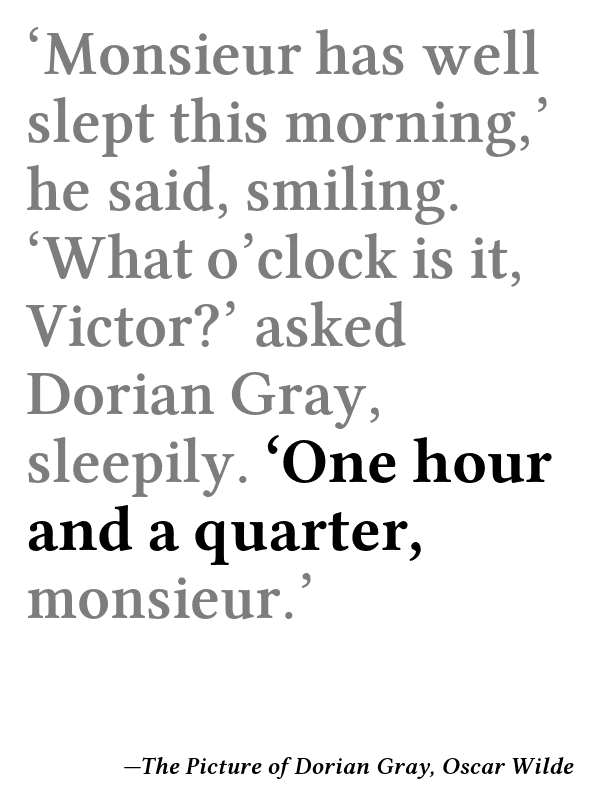 ‘Monsieur has well
slept this morning,’
he said, smiling.
‘What o’clock is it,
Victor?’ asked
Dorian Gray,
sleepily. ‘One hour
and a quarter,
monsieur.’
—The Picture of Dorian Gray, Oscar Wilde